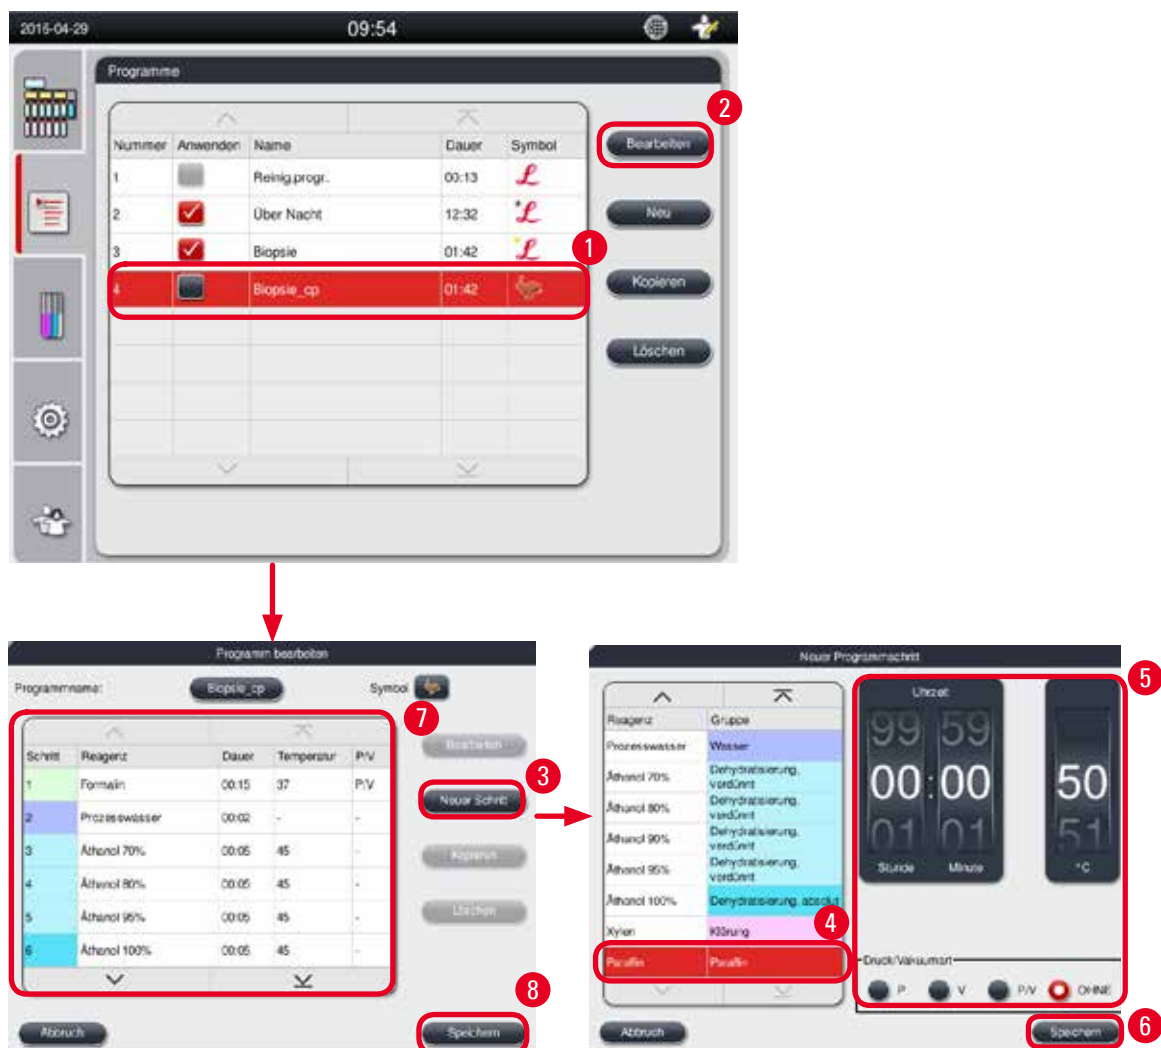 2016-04-29 09:54
Programme
2
Nummer Anwenden Name Dauer Symbol
Bearbeiten
1 Reinig.progr. 00:13
2 Über Nacht 12:32
Neu
3 Biopsie 01:42
1
4 Biopsie_cp 01:42
Kopieren
Löschen
Programm bearbeiten
Programmname: Biopsie_cp Symbol
7
Bearbeiten
Schritt Reagenz Dauer Temperatur P/V
1 Formalin 00:15 37 P/V
3
Neuer Schritt
2 Prozesswasser 00:02 - -
3 Äthanol 70% 00:05 45 -
Kopieren
4 Äthanol 80% 00:05 45 -
5 Äthanol 95% 00:05 45 -
Löschen
6 Äthanol 100% 00:05 45 -
8
Abbruch Speichern
Neuer Programmschritt
5
Uhrzeit
Reagenz Gruppe
Prozesswasser Wasser
Äthanol 70% Dehydratisierung,
verdünnt
Äthanol 80% Dehydratisierung,
verdünnt
Äthanol 90% Dehydratisierung,
verdünnt
Äthanol 95% Dehydratisierung,
verdünnt
Äthanol 100% Dehydratisierung, absolut
Xylen Klärung
4
Paraffin Paraffin
99 59
00:00 50
01 01 51
Stunde Minute °C
Druck/Vakuumart
P V P/V OHNE
Abbruch Speichern
6